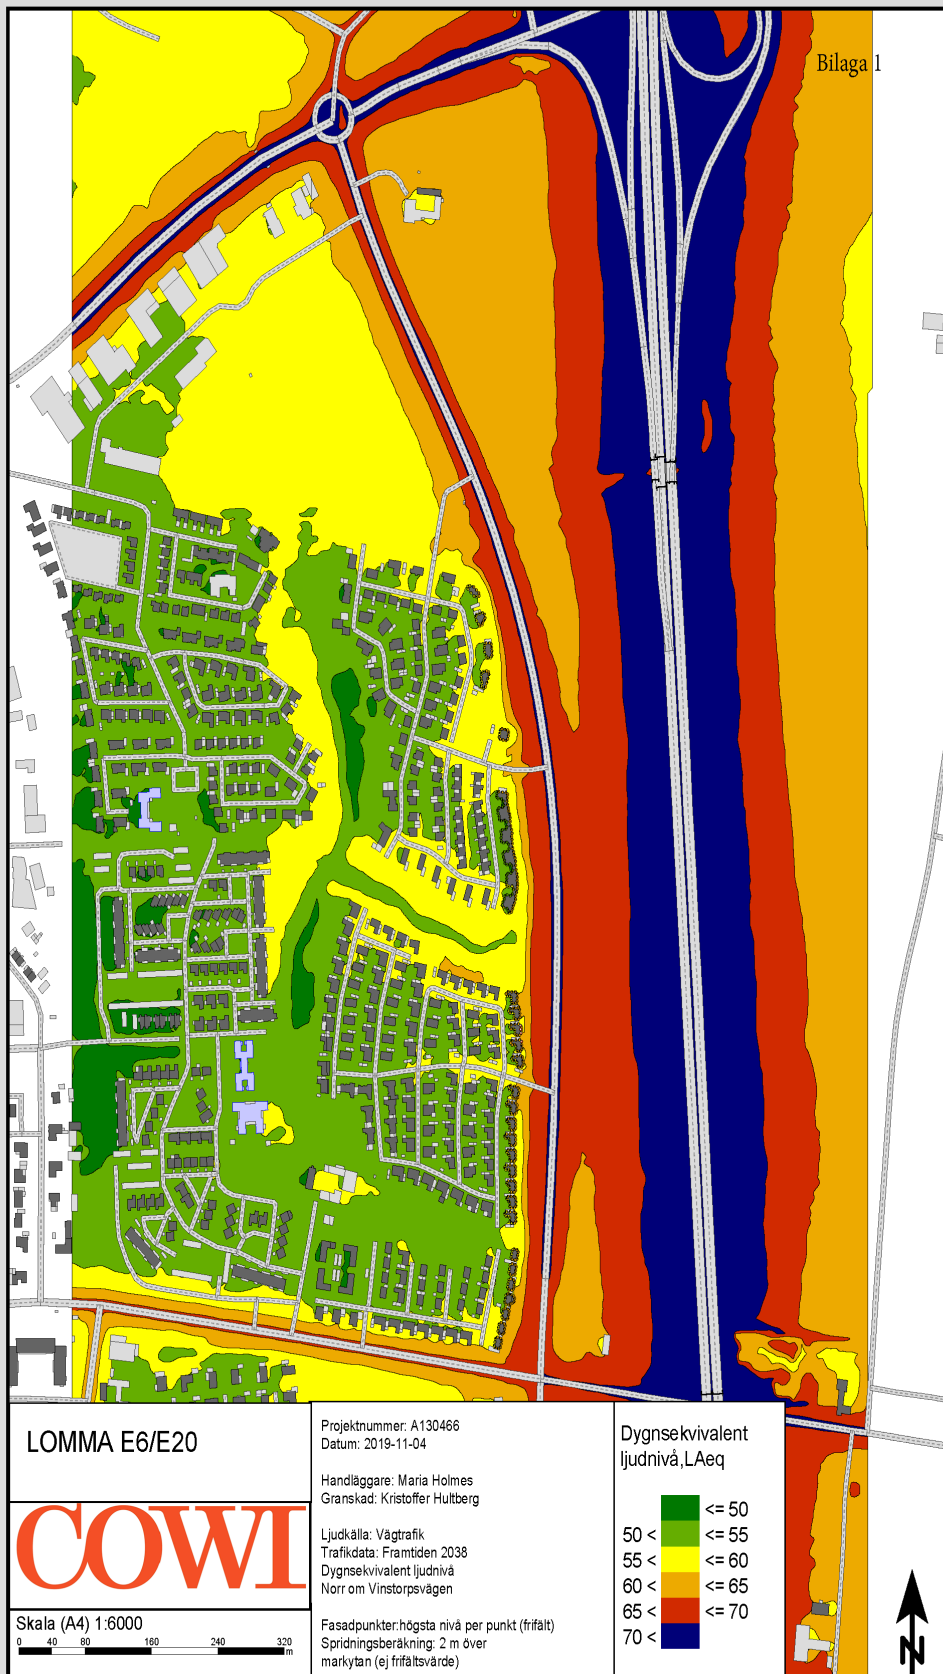 Bilaga 1
LOMMA E6/E20
COWI
Skala (A4) 1:6000
0 40 80 160 240 320
m
Projektnummer: A130466
Datum: 2019-11-04
Handläggare: Maria Holmes
Granskad: Kristoffer Hultberg
Ljudkälla: Vägtrafik
Trafikdata: Framtiden 2038
Dygnsekvivalent ljudnivå
Norr om Vinstorpsvägen
Fasadpunkter:högsta nivå per punkt (frifält)
Spridningsberäkning: 2 m över
markytan (ej frifältsvärde)
Dygnsekvivalent
ljudnivå,LAeq
<= 50
50 < <= 55
55 < <= 60
60 < <= 65
65 < <= 70
70 <
N